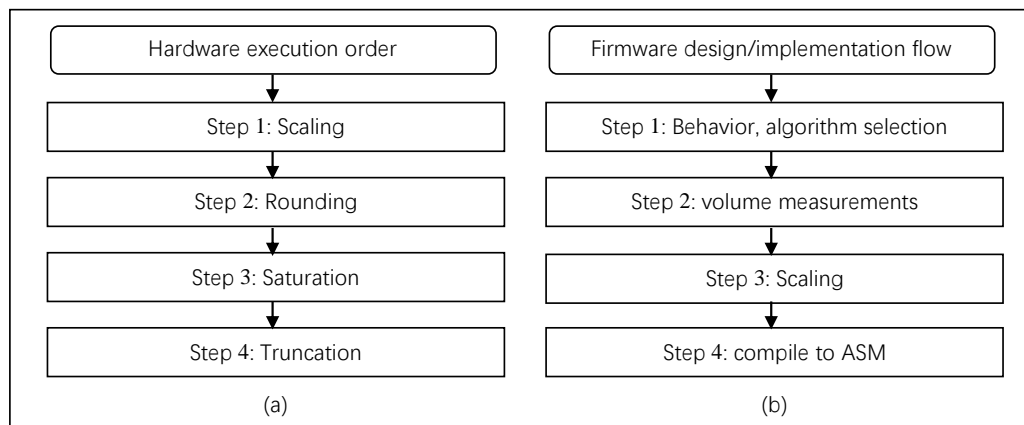 Hardware execution order
Step 1: Scaling
Step 2: Rounding
Step 3: Saturation
Step 4: Truncation
(a)
Firmware design/implementation flow
Step 1: Behavior, algorithm selection
Step 2: volume measurements
Step 3: Scaling
Step 4: compile to ASM
(b)